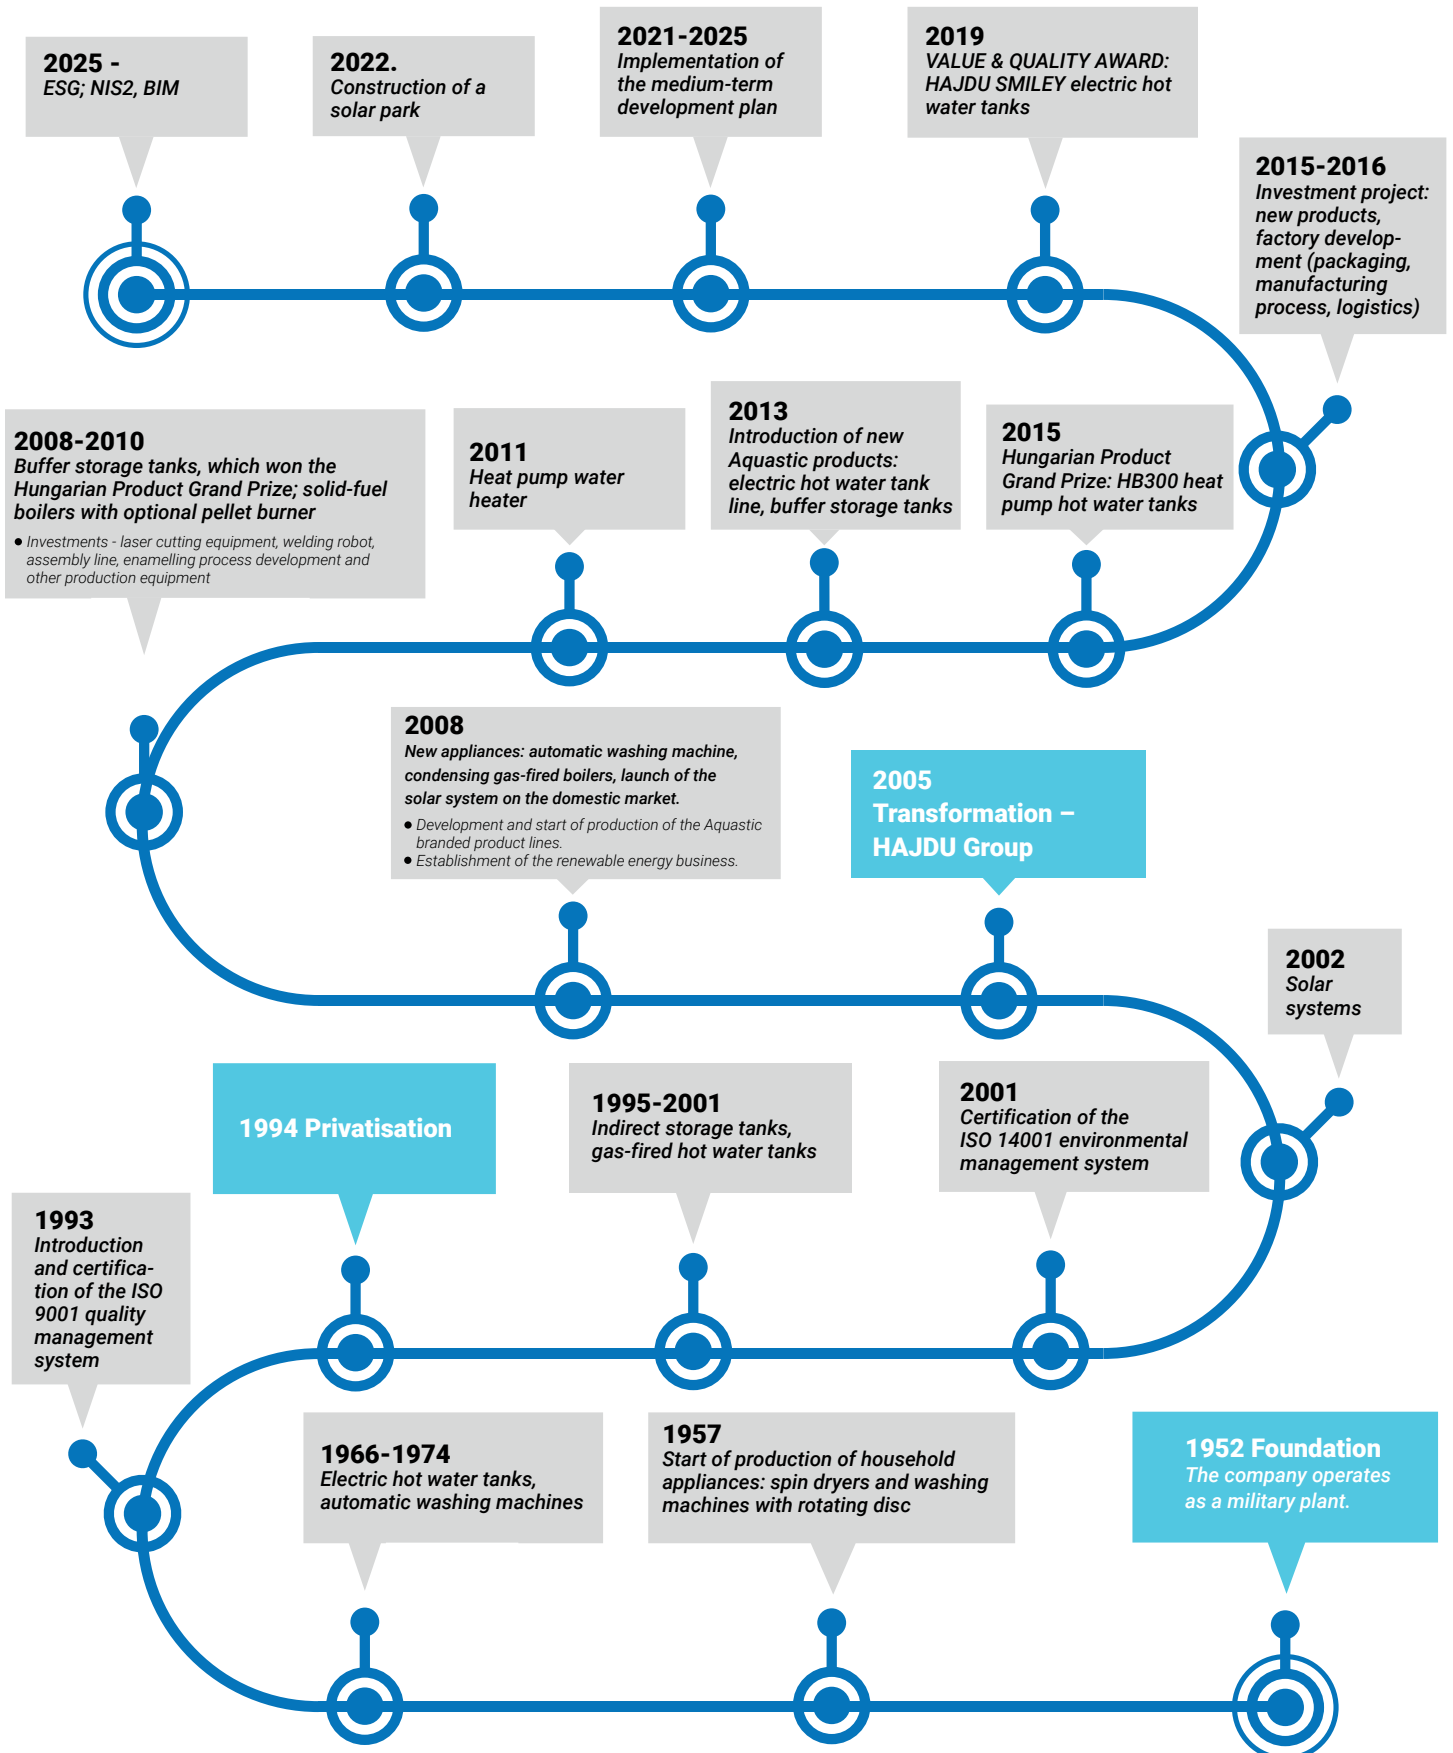 2025 -
ESG; NIS2, BIM
2022.
Construction of a
solar park
2021-2025
Implementation of
the medium-term
development plan
2019
VALUE & QUALITY AWARD:
HAJDU SMILEY electric hot
water tanks
2015-2016
Investment project:
new products,
factory develop-
ment (packaging,
manufacturing
process, logistics)
2008-2010
Buffer storage tanks, which won the
Hungarian Product Grand Prize; solid-fuel
boilers with optional pellet burner
• Investments - laser cutting equipment, welding robot,
assembly line, enamelling process development and
other production equipment
2011
Heat pump water
heater
2013
Introduction of new
Aquastic products:
electric hot water tank
line, buffer storage tanks
2015
Hungarian Product
Grand Prize: HB300 heat
pump hot water tanks
2008
New appliances: automatic washing machine,
condensing gas-fired boilers, launch of the
solar system on the domestic market.
• Development and start of production of the Aquastic
branded product lines.
• Establishment of the renewable energy business.
2005
Transformation –
HAJDU Group
2002
Solar
systems
1994 Privatisation
1995-2001
Indirect storage tanks,
gas-fired hot water tanks
2001
Certification of the
ISO 14001 environmental
management system
1993
Introduction
and certifica-
tion of the ISO
9001 quality
management
system
1966-1974
Electric hot water tanks,
automatic washing machines
1957
Start of production of household
appliances: spin dryers and washing
machines with rotating disc
1952 Foundation
The company operates
as a military plant.